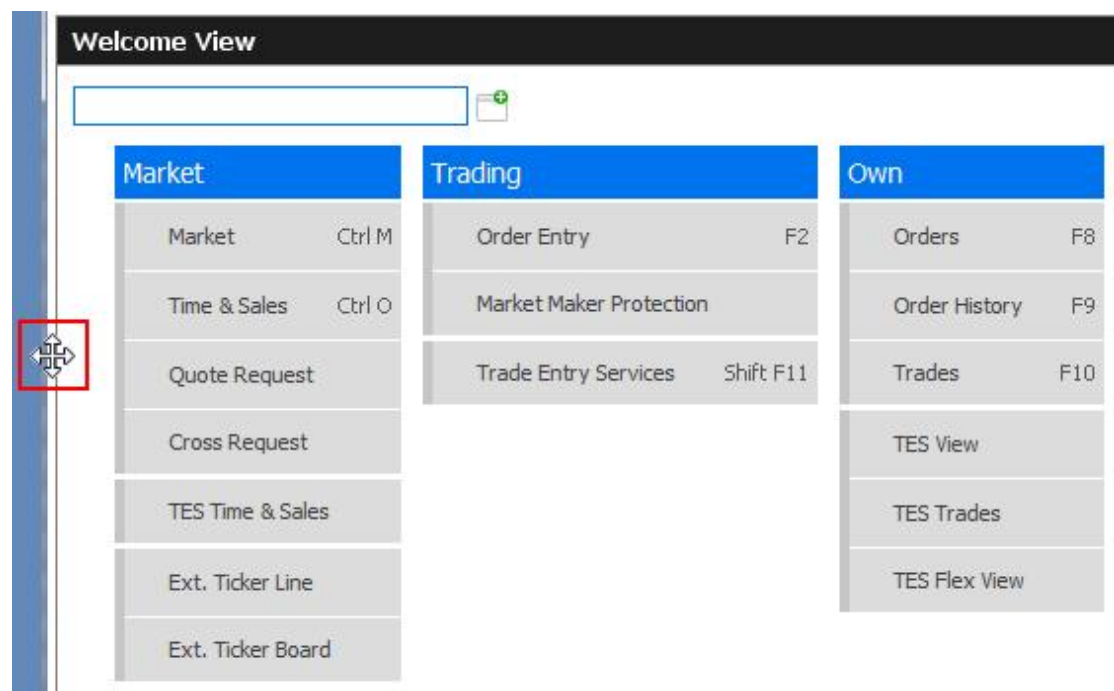 Welcome View
Market
Market Ctrl M
Time & Sales Ctrl O
Quote Request
Cross Request
TES Time & Sales
Ext. Ticker Line
Ext. Ticker Board
Trading
Order Entry F2
Market Maker Protection
Trade Entry Services Shift F11
Own
Orders F8
Order History F9
Trades F10
TES View
TES Trades
TES Flex View